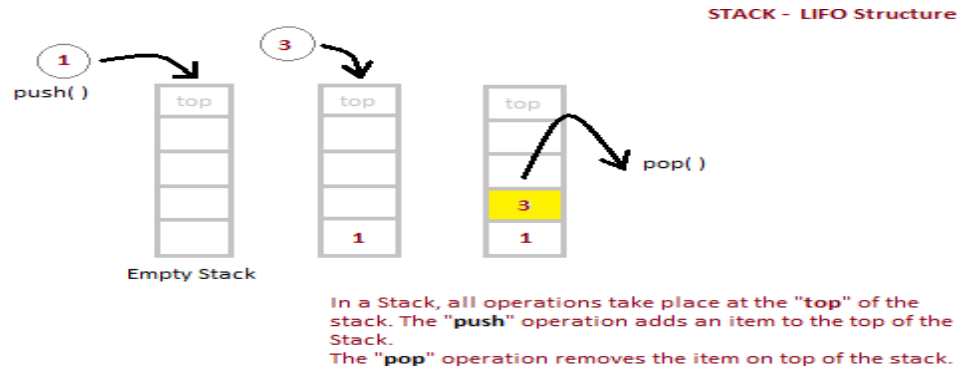 STACK - LIFO Structure
1
3
push( )
top
top
top
pop( )
3
1
1
Empty Stack
In a Stack, all operations take place at the "top" of the
stack. The "push" operation adds an item to the top of the
Stack.
The "pop" operation removes the item on top of the stack.